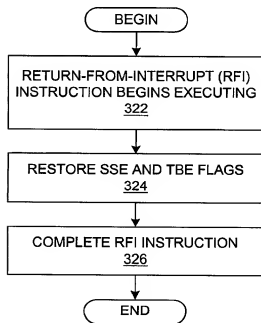 BEGIN
RETURN-FROM-INTERRUPT (RFI)
INSTRUCTION BEGINS EXECUTING
322
RESTORE SSE AND TBE FLAGS
324
COMPLETE RFI INSTRUCTION
326
END